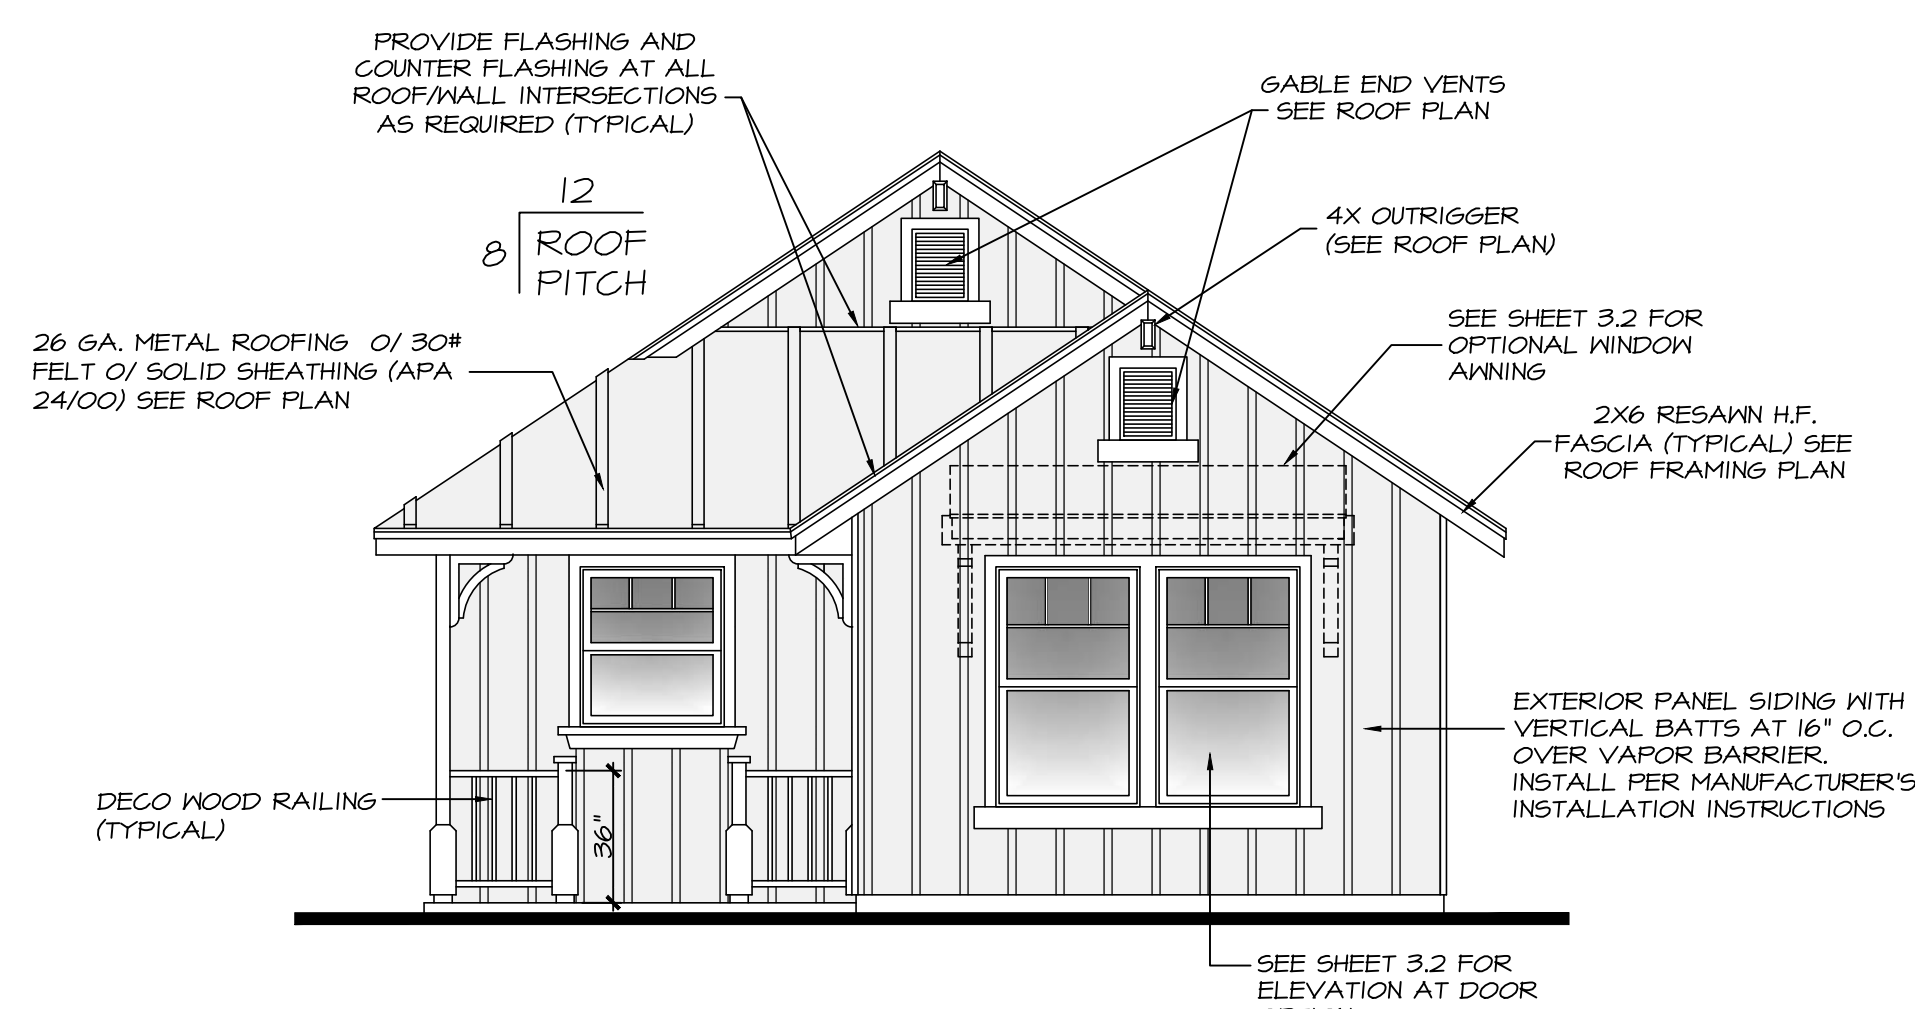 PROVIDE FLASHING AND
COUNTER FLASHING AT ALL
ROOF/WALL INTERSECTIONS
AS REQUIRED (TYPICAL)
GABLE END VENTS
SEE ROOF PLAN
12
8
ROOF
PITCH
4X OUTRIGGER
(SEE ROOF PLAN)
26 GA. METAL ROOFING O/ 30#
FELT O/ SOLID SHEATHING (APA
24/00) SEE ROOF PLAN
SEE SHEET 3.2 FOR
OPTIONAL WINDOW
AWNING
2X6 RESAWN H.F.
FASCIA (TYPICAL) SEE
ROOF FRAMING PLAN
EXTERIOR PANEL SIDING WITH
VERTICAL BATTS AT 16" O.C.
OVER VAPOR BARRIER.
INSTALL PER MANUFACTURER'S
INSTALLATION INSTRUCTIONS
DECO WOOD RAILING
(TYPICAL)
36"
SEE SHEET 3.2 FOR
ELEVATION AT DOOR